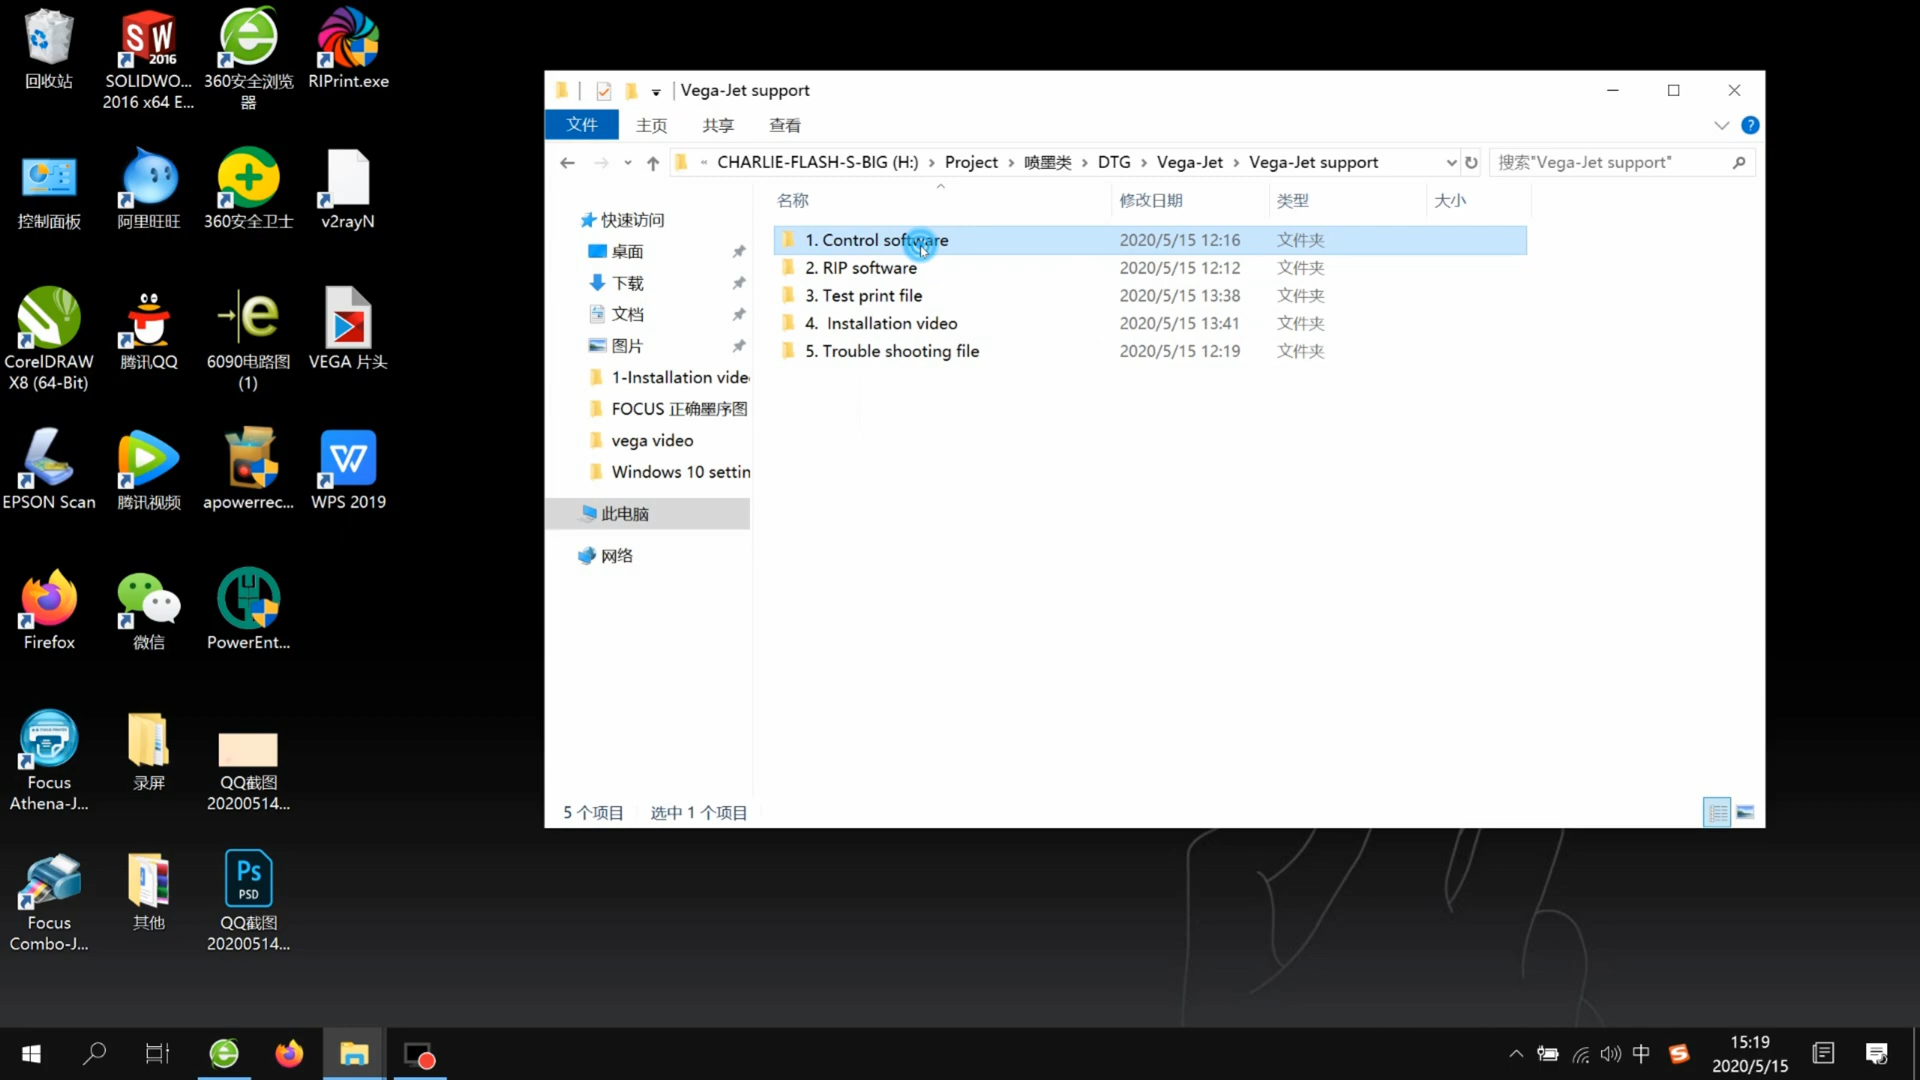 回收站
SOLIDWO...
2016 x64 E...
360安全浏览
器
RIPrint.exe
控制面板
阿里旺旺
360安全卫士
v2rayN
CorelDRAW
X8 (64-Bit)
腾讯QQ
6090电路图
(1)
VEGA 片头
EPSON Scan
腾讯视频
apowerrec...
WPS 2019
Firefox
微信
PowerEnt...
Focus
Athena-J...
录屏
QQ截图
20200514...
Focus
Combo-J...
其他
Ps
PSD
QQ截图
20200514...
Vega-Jet support
文件 主页 共享 查看
« CHARLIE-FLASH-S-BIG (H:) › Project › 喷墨类 › DTG › Vega-Jet › Vega-Jet support
搜索"Vega-Jet support"
名称 修改日期 类型 大小
快速访问
桌面
下载
文档
图片
1-Installation vide
FOCUS 正确墨序图
vega video
Windows 10 settin
此电脑
网络
1. Control software 2020/5/15 12:16 文件夹
2. RIP software 2020/5/15 12:12 文件夹
3. Test print file 2020/5/15 13:38 文件夹
4. Installation video 2020/5/15 13:41 文件夹
5. Trouble shooting file 2020/5/15 12:19 文件夹
5 个项目 选中 1 个项目
中
15:19
2020/5/15